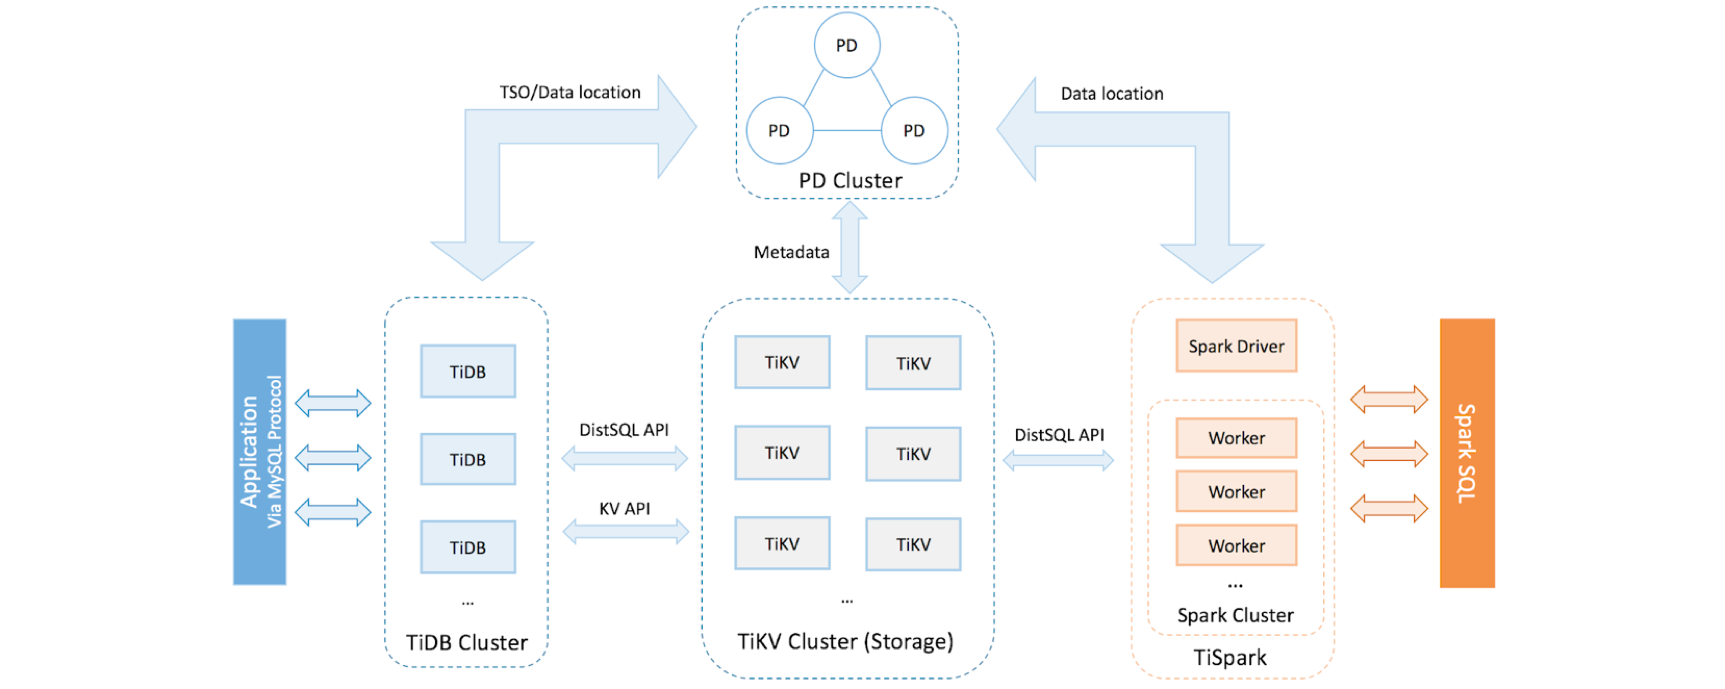 PD
PD
PD
PD Cluster
TSO/Data location
Data location
Metadata
Application
Via MySQL Protocol
TiDB
TiDB
TiDB
...
TiDB Cluster
DistSQL API
KV API
TiKV
TiKV
TiKV
TiKV
TiKV
TiKV
...
TiKV Cluster (Storage)
DistSQL API
Spark Driver
Worker
Worker
Worker
...
Spark Cluster
TiSpark
Spark SQL